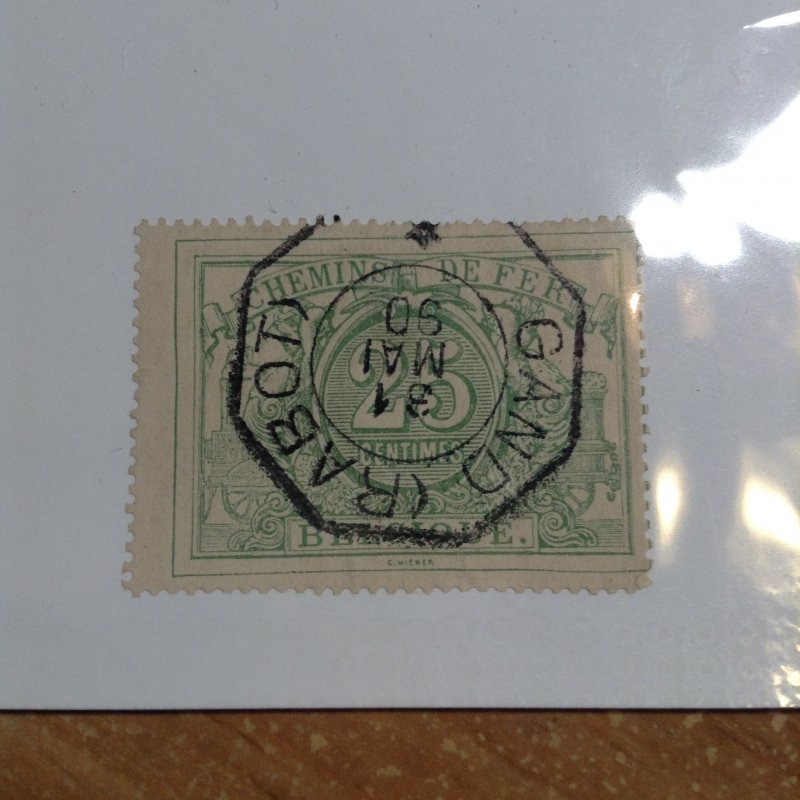 CHEMINS DE FER
25
CENTIMES
BELGIQUE.
C. WIENER
GAND (RABOT)
31
MAI
90